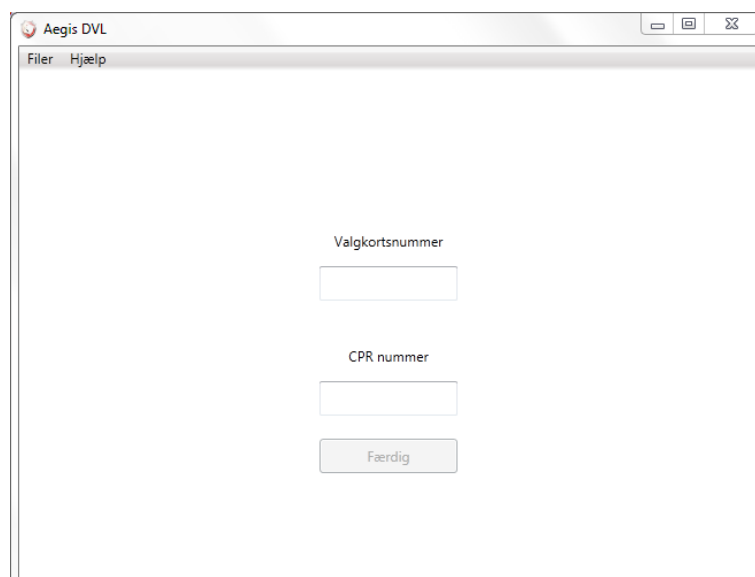 Aegis DVL
Filer Hjælp
Valgkortsnummer
CPR nummer
Færdig